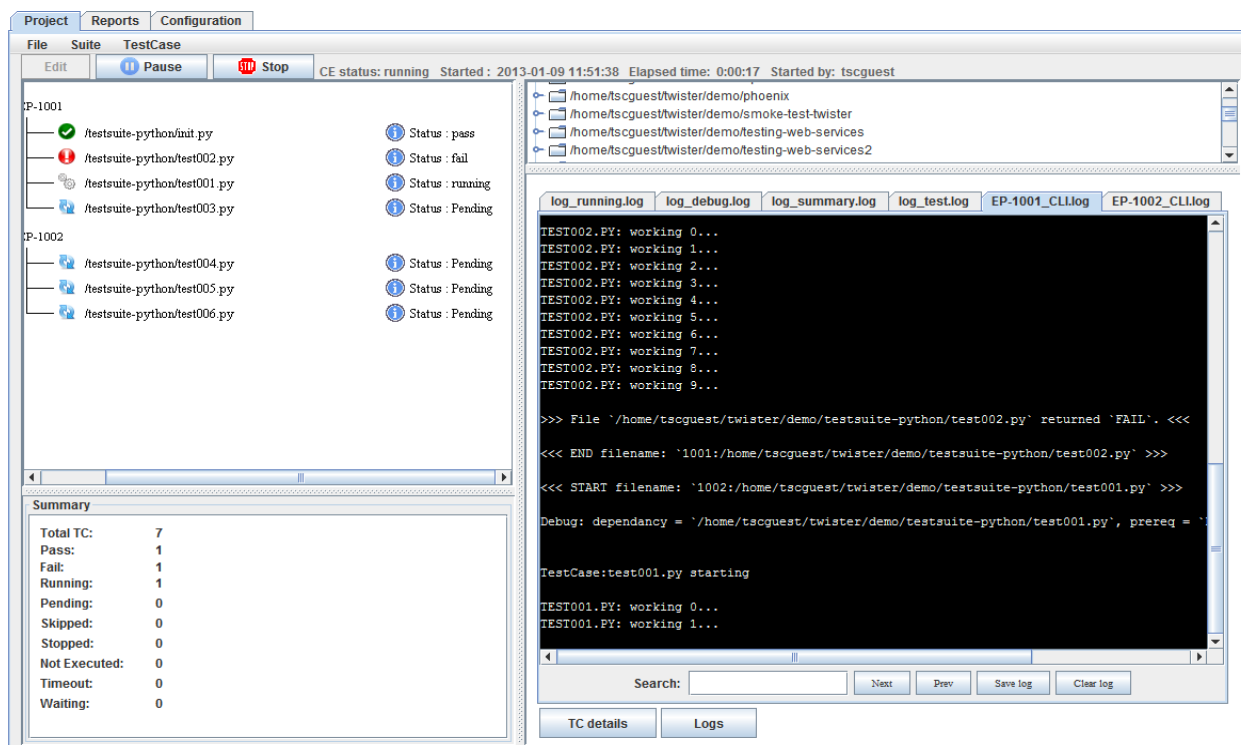 Project Reports Configuration
File Suite TestCase
Edit Pause STOP Stop CE status: running Started : 2013-01-09 11:51:38 Elapsed time: 0:00:17 Started by: tscguest
EP-1001
/testsuite-python/init.py Status : pass
/testsuite-python/test002.py Status : fail
/testsuite-python/test001.py Status : running
/testsuite-python/test003.py Status : Pending
EP-1002
/testsuite-python/test004.py Status : Pending
/testsuite-python/test005.py Status : Pending
/testsuite-python/test006.py Status : Pending
Summary
Total TC: 7
Pass: 1
Fail: 1
Running: 1
Pending: 0
Skipped: 0
Stopped: 0
Not Executed: 0
Timeout: 0
Waiting: 0
/home/tscguest/twister/demo/phoenix
/home/tscguest/twister/demo/smoke-test-twister
/home/tscguest/twister/demo/testing-web-services
/home/tscguest/twister/demo/testing-web-services2
log_running.log log_debug.log log_summary.log log_test.log EP-1001_CLI.log EP-1002_CLI.log
TEST002.PY: working 0...
TEST002.PY: working 1...
TEST002.PY: working 2...
TEST002.PY: working 3...
TEST002.PY: working 4...
TEST002.PY: working 5...
TEST002.PY: working 6...
TEST002.PY: working 7...
TEST002.PY: working 8...
TEST002.PY: working 9...
>>> File `/home/tscguest/twister/demo/testsuite-python/test002.py` returned `FAIL`. <<<
<<< END filename: `1001:/home/tscguest/twister/demo/testsuite-python/test002.py` >>>
<<< START filename: `1002:/home/tscguest/twister/demo/testsuite-python/test001.py` >>>
Debug: dependancy = `/home/tscguest/twister/demo/testsuite-python/test001.py`, prereq = `
TestCase:test001.py starting
TEST001.PY: working 0...
TEST001.PY: working 1...
Search: Next Prev Save log Clear log
TC details Logs